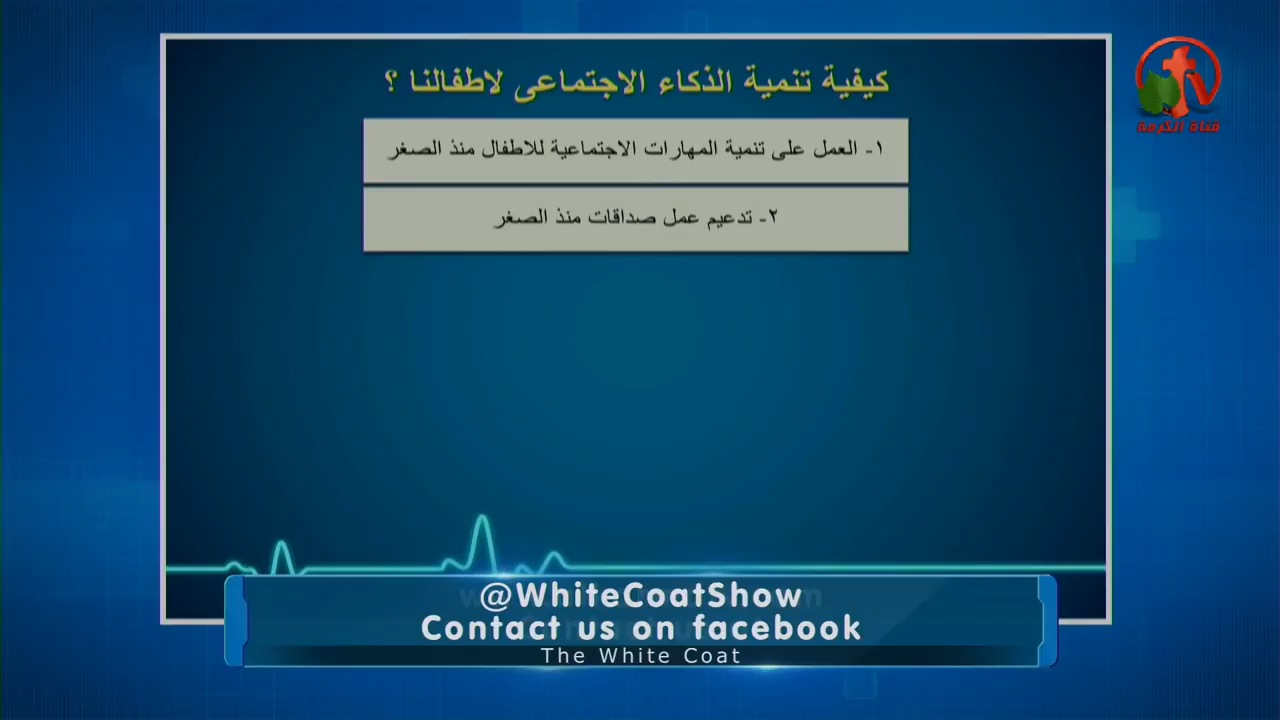 كيفية تنمية الذكاء الاجتماعى لاطفالنا ؟
١- العمل على تنمية المهارات الاجتماعية للاطفال منذ الصغر
٢- تدعيم عمل صداقات منذ الصغر
قناة الكرمة
@WhiteCoatShow
Contact us on facebook
The White Coat